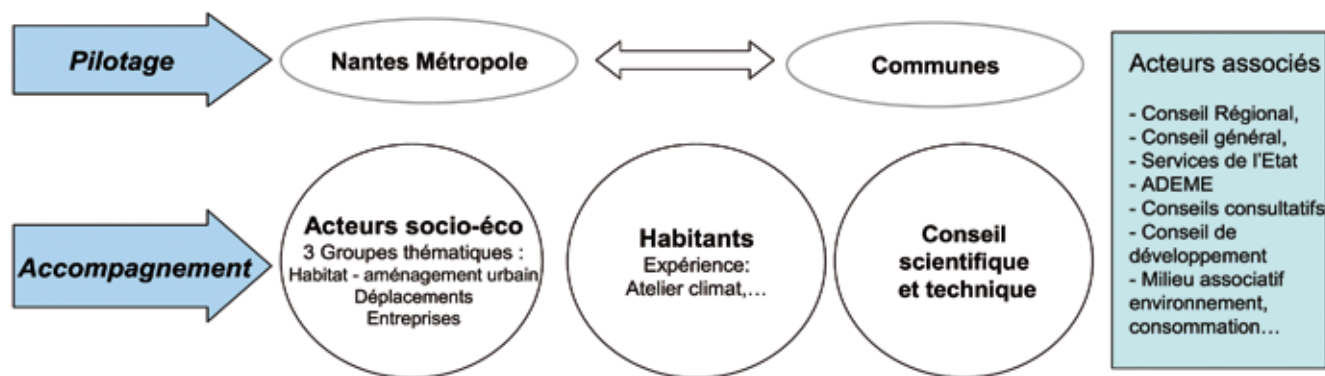 Pilotage
Nantes Métropole
Communes
Accompagnement
Acteurs socio-éco
3 Groupes thématiques :
Habitat - aménagement urbain
Déplacements
Entreprises
Habitants
Expérience:
Atelier climat,...
Conseil
scientifique
et technique
Acteurs associés
- Conseil Régional,
- Conseil général,
- Services de l'Etat
- ADEME
- Conseils consultatifs
- Conseil de
développement
- Milieu associatif
environnement,
consommation...